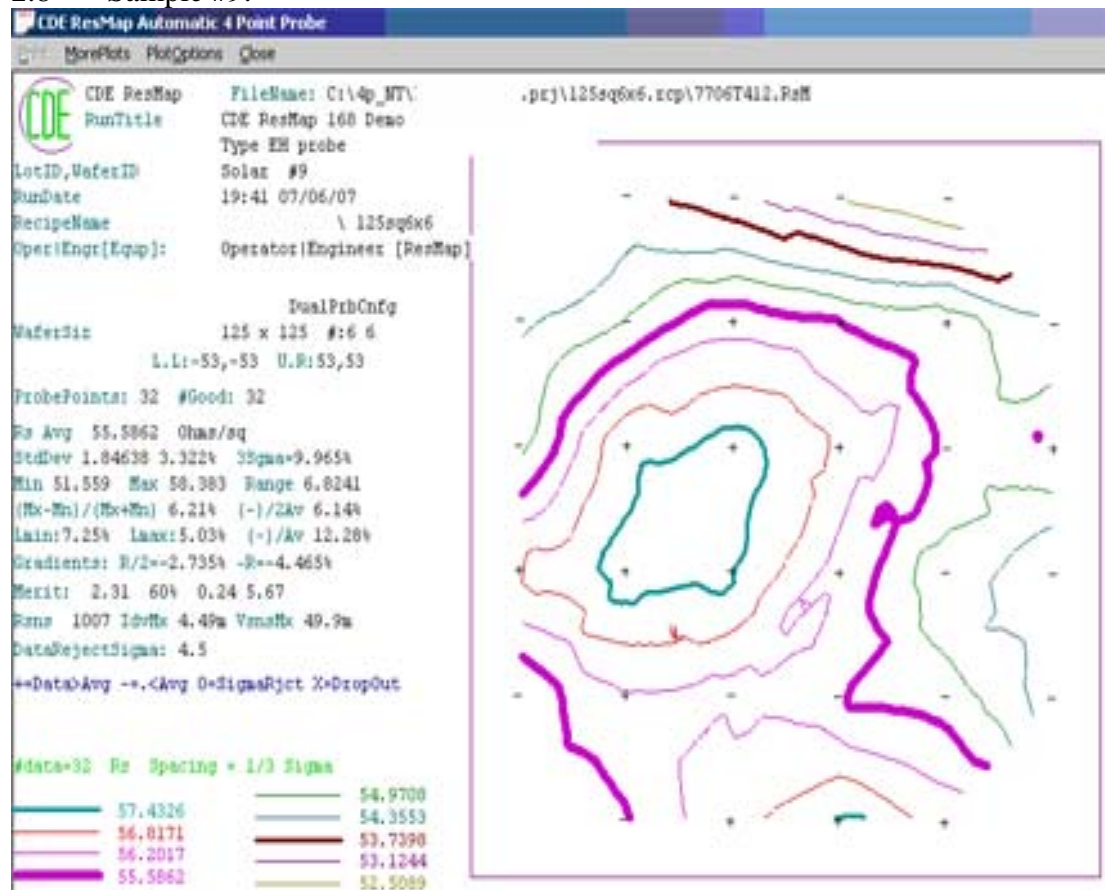 2.8 Sample #9:
CDE ResMap Automatic 4 Point Probe
MorePlots PlotOptions Close
CDE
CDE ResMap FileName: C:\4p_NT\ .prj\125sq6x6.rcp\7706T412.RsM
RunTitle CDE ResMap 168 Demo
Type EH probe
LotID,WaferID Solar #9
RunDate 19:41 07/06/07
RecipeName \ 125sq6x6
Oper|Engr[Equp]: Operator|Engineer [ResMap]
DualPrbCnfg
WaferSiz 125 x 125 #:6 6
L.L:-53,-53 U.R:53,53
ProbePoints: 32 #Good: 32
Rs Avg 55.5862 Ohms/sq
StdDev 1.84638 3.322% 3Sgma=9.965%
Min 51.559 Max 58.383 Range 6.8241
(Mx-Mn)/(Mx+Mn) 6.21% (-)/2Av 6.14%
Lmin:7.25% Lmax:5.03% (-)/Av 12.28%
Gradients: R/2=-2.735% -R=-4.465%
Merit: 2.31 60% 0.24 5.67
Rsns 1007 IdvMx 4.49m VsnsMx 49.9m
DataRejectSigma: 4.5
+=Data>Avg -=.<Avg O=SigmaRjct X=DropOut
#data=32 Rs Spacing = 1/3 Sigma
57.4326 54.9708
56.8171 54.3553
56.2017 53.7398
55.5862 53.1244
52.5089